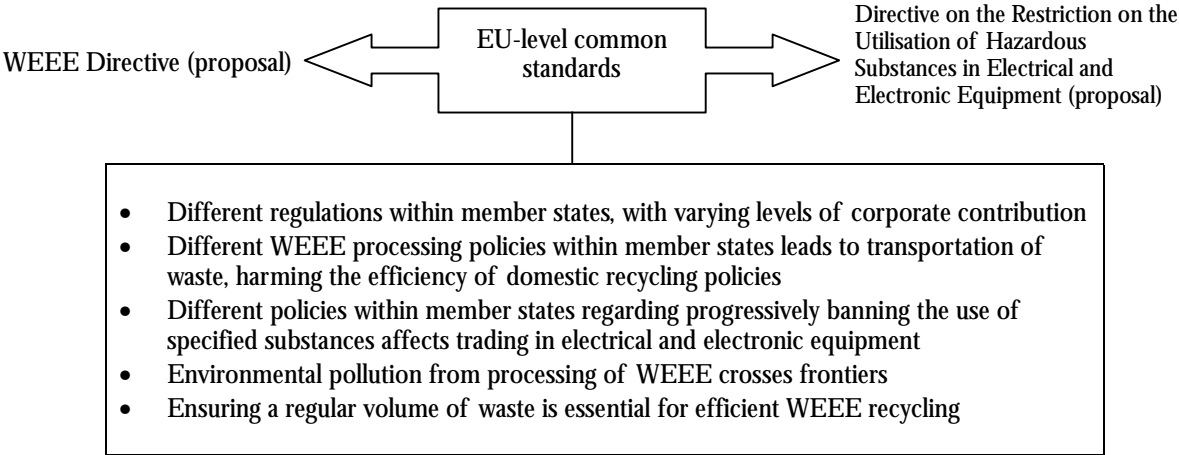 WEEE Directive (proposal)
EU-level common
standards
Directive on the Restriction on the
Utilisation of Hazardous
Substances in Electrical and
Electronic Equipment (proposal)
• Different regulations within member states, with varying levels of corporate contribution
• Different WEEE processing policies within member states leads to transportation of
waste, harming the efficiency of domestic recycling policies
• Different policies within member states regarding progressively banning the use of
specified substances affects trading in electrical and electronic equipment
• Environmental pollution from processing of WEEE crosses frontiers
• Ensuring a regular volume of waste is essential for efficient WEEE recycling